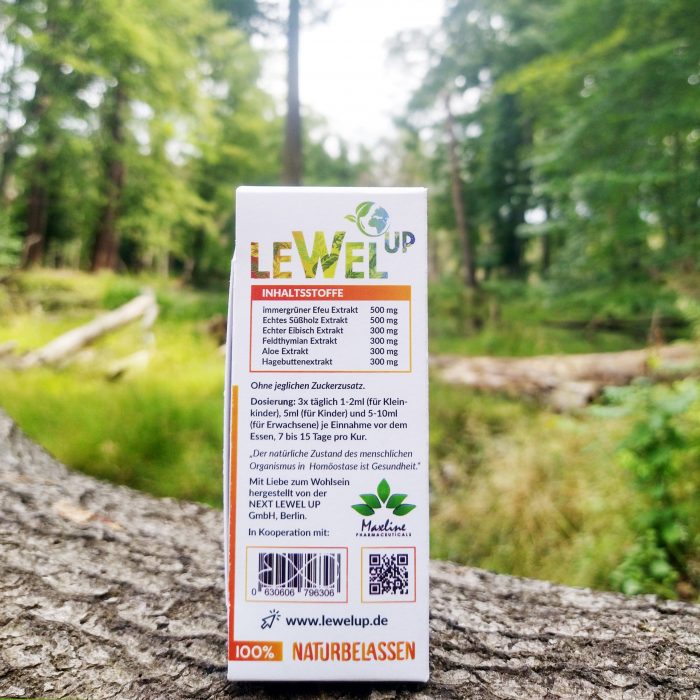 LEWEL UP
INHALTSSTOFFE
immergrüner Efeu Extrakt 500 mg
Echtes Süßholz Extrakt 500 mg
Echter Eibisch Extrakt 300 mg
Feldthymian Extrakt 300 mg
Aloe Extrakt 300 mg
Hagebuttenextrakt 300 mg
Ohne jeglichen Zuckerzusatz.
Dosierung: 3x täglich 1-2ml (für Klein-
kinder), 5ml (für Kinder) und 5-10ml
(für Erwachsene) je Einnahme vor dem
Essen, 7 bis 15 Tage pro Kur.
„Der natürliche Zustand des menschlichen
Organismus in Homöostase ist Gesundheit.“
Mit Liebe zum Wohlsein
hergestellt von der
NEXT LEWEL UP
GmbH, Berlin.
In Kooperation mit:
Maxline
PHARMACEUTICALS
0 630606 796306
www.lewelup.de
100% NATURBELASSEN